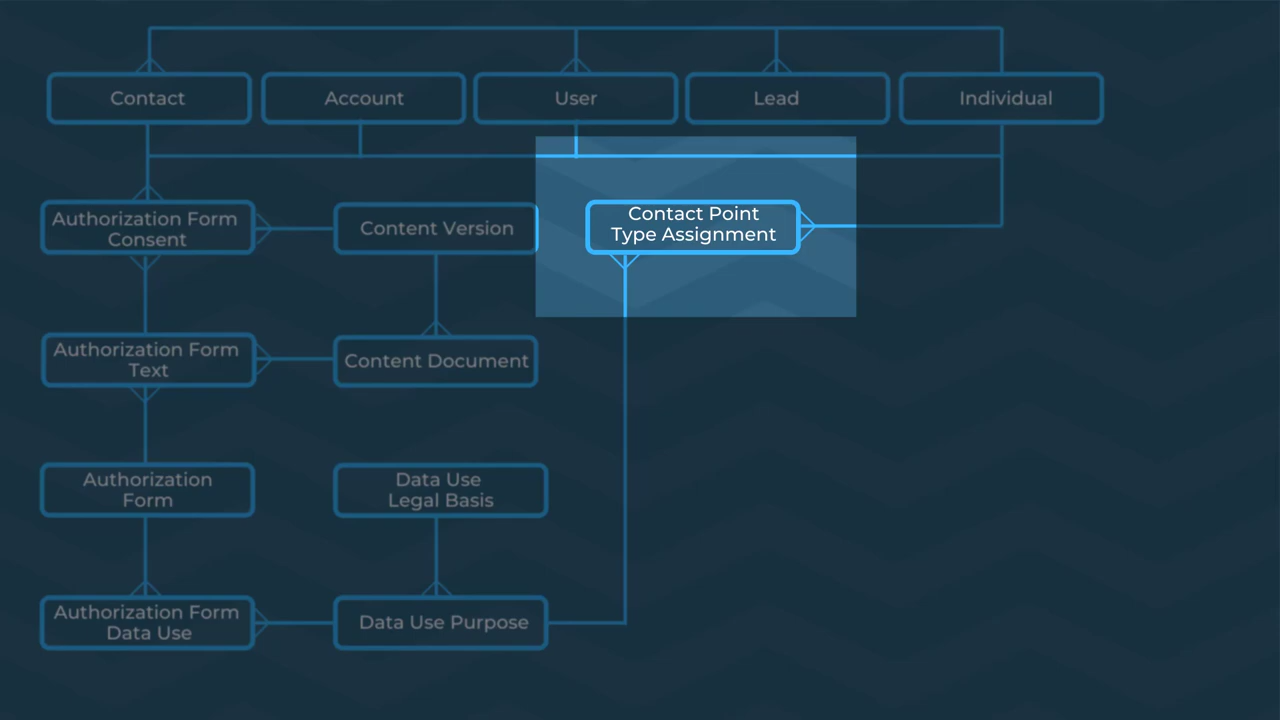 Contact
Account
User
Lead
Individual
Authorization Form
Consent
Content Version
Contact Point
Type Assignment
Authorization Form
Text
Content Document
Authorization
Form
Data Use
Legal Basis
Authorization Form
Data Use
Data Use Purpose